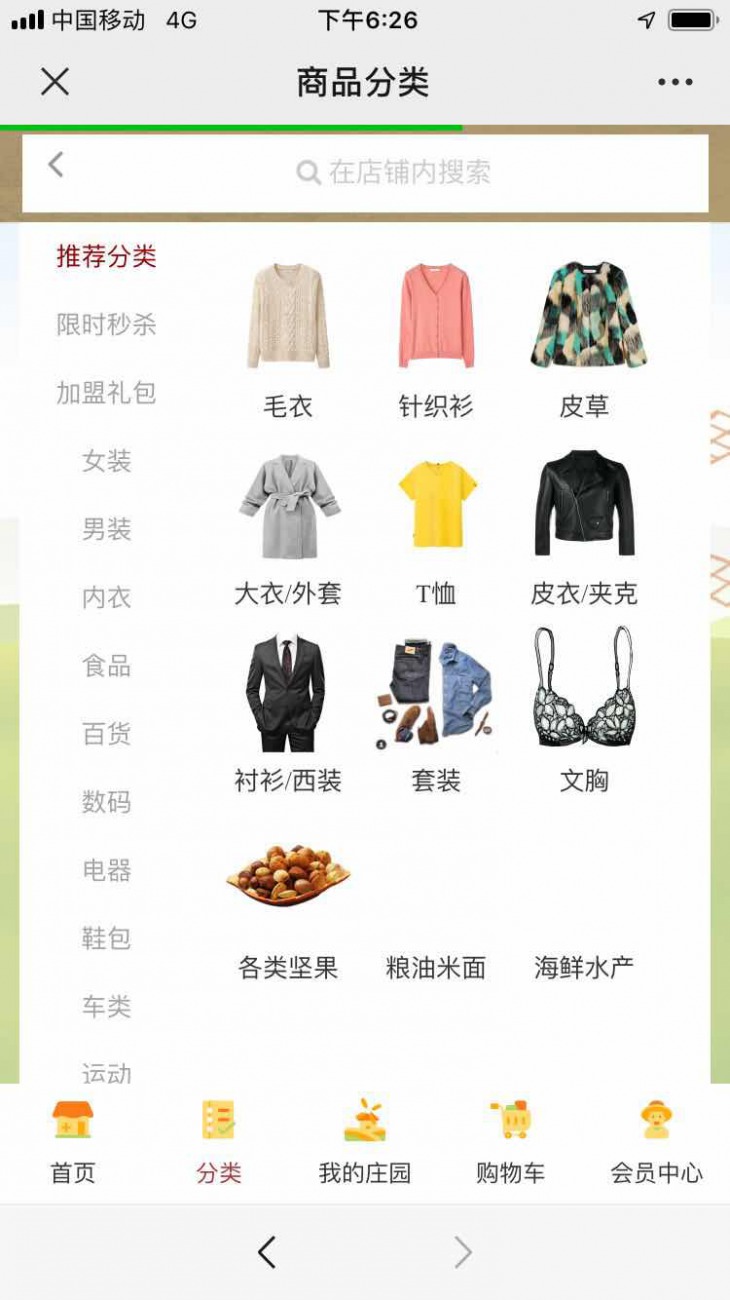 中国移动 4G 下午6:26
商品分类
在店铺内搜索
推荐分类
限时秒杀
加盟礼包
女装
男装
内衣
食品
百货
数码
电器
鞋包
车类
运动
毛衣 针织衫 皮草
大衣/外套 T恤 皮衣/夹克
衬衫/西装 套装 文胸
各类坚果 粮油米面 海鲜水产
首页 分类 我的庄园 购物车 会员中心